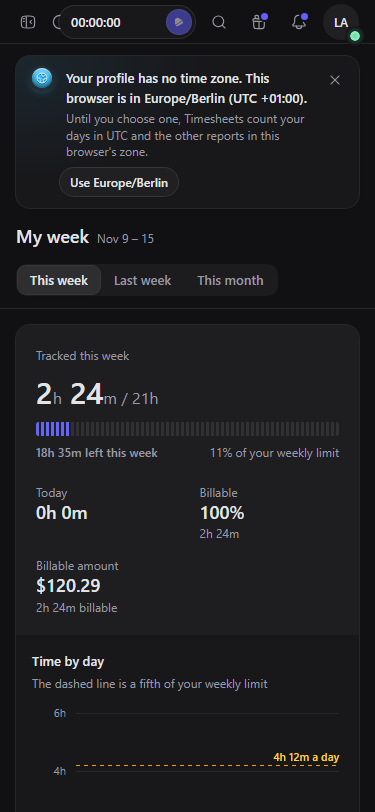 00:00:00
LA
Your profile has no time zone. This
browser is in Europe/Berlin (UTC +01:00).
Until you choose one, Timesheets count your
days in UTC and the other reports in this
browser's zone.
Use Europe/Berlin
My week Nov 9 – 15
This week Last week This month
Tracked this week
2h 24m / 21h
18h 35m left this week 11% of your weekly limit
Today Billable
0h 0m 100%
2h 24m
Billable amount
$120.29
2h 24m billable
Time by day
The dashed line is a fifth of your weekly limit
6h
4h 12m a day
4h